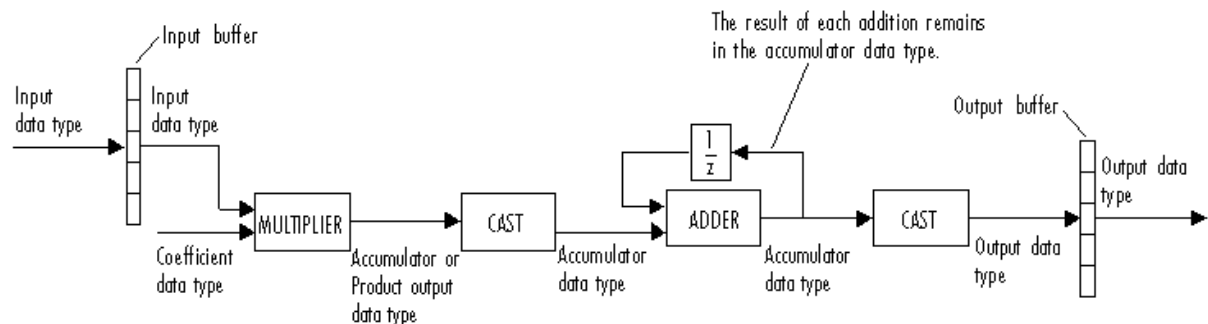 The result of each addition remains
in the accumulator data type.
Input buffer
Input
data type
Input
data type
Output buffer
1
z
Output data
type
MULTIPLIER
CAST
ADDER
CAST
Coefficient
data type
Accumulator or
Product output
data type
Accumulator
data type
Accumulator
data type
Output data
type